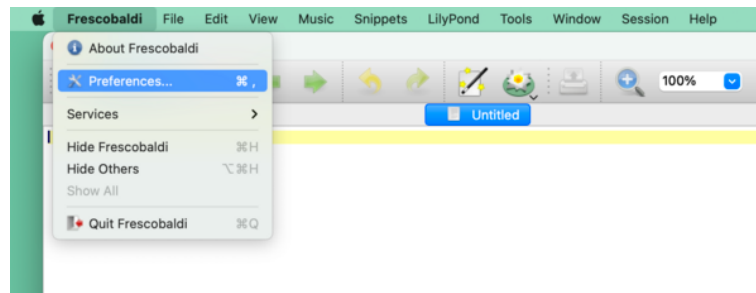 Frescobaldi File Edit View Music Snippets LilyPond Tools Window Session Help
About Frescobaldi
Preferences... ⌘ ,
100%
Services
Untitled
Hide Frescobaldi ⌘H
Hide Others ⌥⌘H
Show All
Quit Frescobaldi ⌘Q